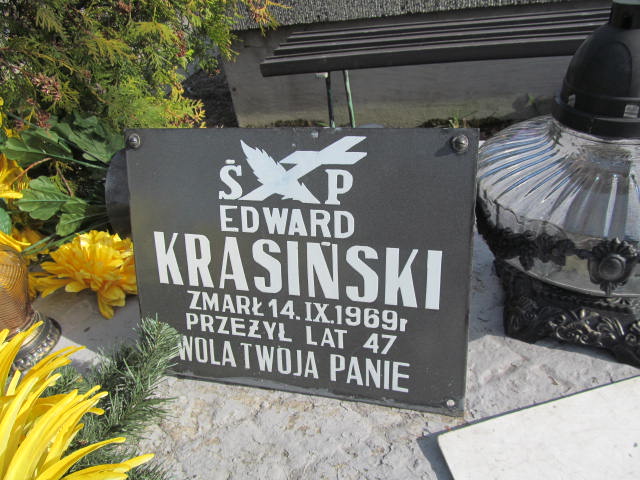 Ś P
EDWARD
KRASIŃSKI
ZMARŁ 14.IX.1969r
PRZEŻYŁ LAT 47
WOLA TWOJA PANIE